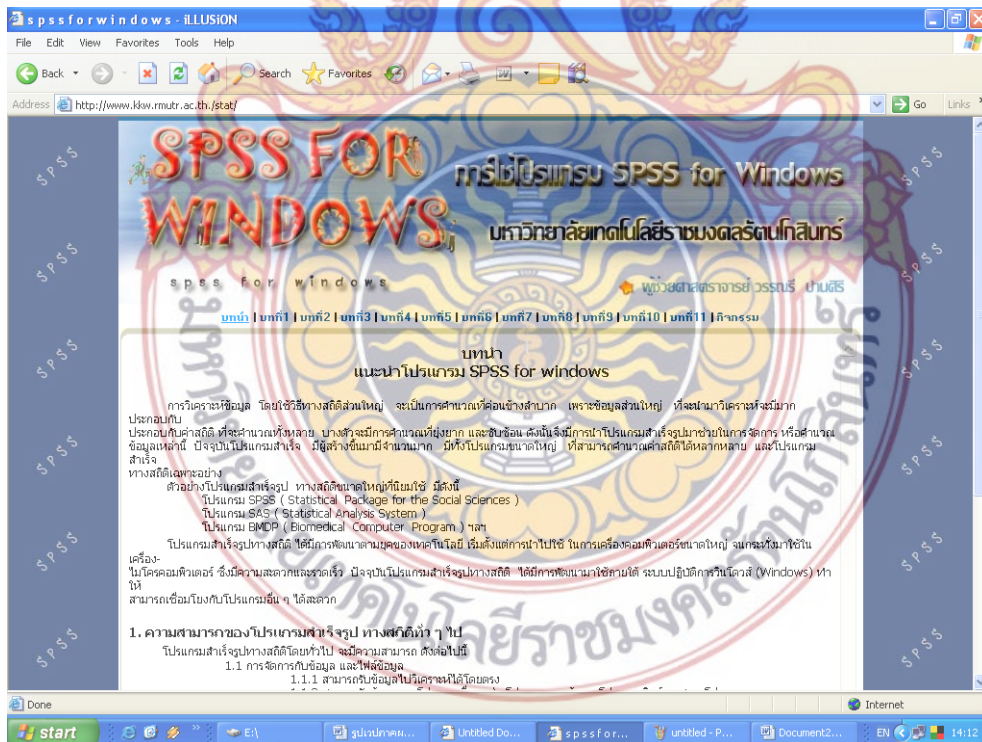 spssforwindows - iLLUSiON
File Edit View Favorites Tools Help
Back Search Favorites
Address http://www.kkw.rmutr.ac.th./stat/ Go Links
SPSS FOR WINDOWS
การใช้โปรแกรม SPSS for Windows
มหาวิทยาลัยเทคโนโลยีราชมงคลรัตนโกสินทร์
spss for windows
ผู้ช่วยศาสตราจารย์ วรรณรี ปานศิริ
บทนำ | บทที่1 | บทที่2 | บทที่3 | บทที่4 | บทที่5 | บทที่6 | บทที่7 | บทที่8 | บทที่9 | บทที่10 | บทที่11 | กิจกรรม
บทนำ
แนะนำโปรแกรม SPSS for windows
การวิเคราะห์ข้อมูล โดยใช้วิธีทางสถิติส่วนใหญ่ จะเป็นการคำนวณที่ค่อนข้างลำบาก เพราะข้อมูลส่วนใหญ่ ที่จะนำมาวิเคราะห์จะมีมาก
ประกอบกับ
ประกอบกับค่าสถิติ ที่จะคำนวณทั้งหลาย บางตัวจะมีการคำนวณที่ยุ่งยาก และซับซ้อน ดังนั้นจึงมีการนำโปรแกรมสำเร็จรูปมาช่วยในการจัดการ หรือคำนวณ
ข้อมูลเหล่านี้ ปัจจุบันโปรแกรมสำเร็จ มีผู้สร้างขึ้นมามีจำนวนมาก มีทั้งโปรแกรมขนาดใหญ่ ที่สามารถคำนวณค่าสถิติได้หลากหลาย และโปรแกรม
สำเร็จ
ทางสถิติเฉพาะอย่าง
ตัวอย่างโปรแกรมสำเร็จรูป ทางสถิติขนาดใหญ่ที่นิยมใช้ มีดังนี้
โปรแกรม SPSS ( Statistical Package for the Social Sciences )
โปรแกรม SAS ( Statistical Analysis System )
โปรแกรม BMDP ( Biomedical Computer Program ) ฯลฯ
โปรแกรมสำเร็จรูปทางสถิติ ได้มีการพัฒนาตามยุคของเทคโนโลยี เริ่มตั้งแต่การนำไปใช้ ในการเครื่องคอมพิวเตอร์ขนาดใหญ่ จนกระทั่งมาใช้ใน
เครื่อง-
ไมโครคอมพิวเตอร์ ซึ่งมีความสะดวกและรวดเร็ว ปัจจุบันโปรแกรมสำเร็จรูปทางสถิติ ได้มีการพัฒนามาใช้ภายใต้ ระบบปฏิบัติการวินโดวส์ (Windows) ทำ
ให้
สามารถเชื่อมโยงกับโปรแกรมอื่น ๆ ได้สะดวก
1. ความสามารถของโปรแกรมสำเร็จรูป ทางสถิติทั่ว ๆ ไป
โปรแกรมสำเร็จรูปทางสถิติโดยทั่วไป จะมีความสามารถ ดังต่อไปนี้
1.1 การจัดการกับข้อมูล และไฟล์ข้อมูล
1.1.1 สามารถรับข้อมูลไปวิเคราะห์ได้โดยตรง
SPSS
SPSS
SPSS
SPSS
SPSS
SPSS
SPSS
SPSS
SPSS
SPSS
SPSS
SPSS
มหาวิทยาลัยเทคโนโลยีราชมงคลรัตนโกสินทร์
Done Internet
start E:\ Untitled Do... spssfor... untitled - P... Document2... EN 14:12